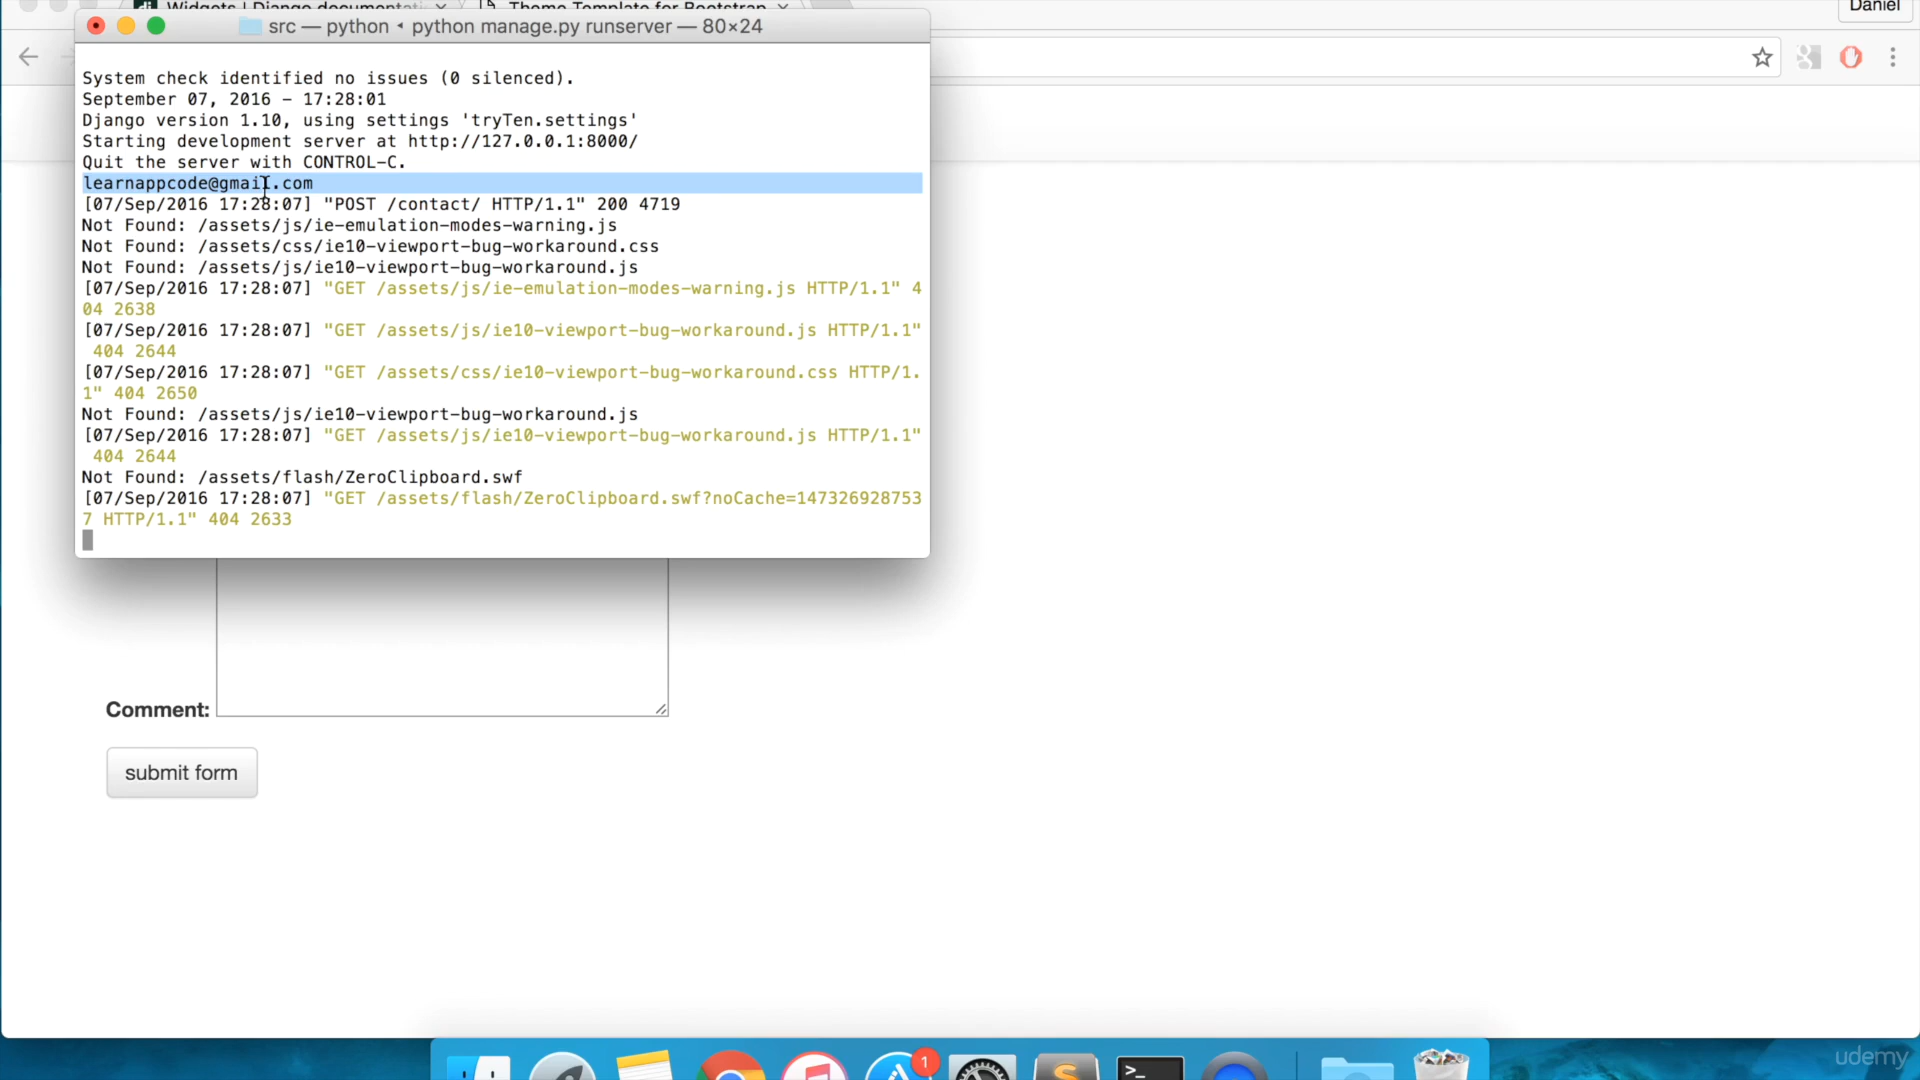 Widgets | Django documentati
Theme Template for Bootstrap
Daniel
src — python ◂ python manage.py runserver — 80×24
System check identified no issues (0 silenced).
September 07, 2016 - 17:28:01
Django version 1.10, using settings 'tryTen.settings'
Starting development server at http://127.0.0.1:8000/
Quit the server with CONTROL-C.
learnappcode@gmail.com
[07/Sep/2016 17:28:07] "POST /contact/ HTTP/1.1" 200 4719
Not Found: /assets/js/ie-emulation-modes-warning.js
Not Found: /assets/css/ie10-viewport-bug-workaround.css
Not Found: /assets/js/ie10-viewport-bug-workaround.js
[07/Sep/2016 17:28:07] "GET /assets/js/ie-emulation-modes-warning.js HTTP/1.1" 4
04 2638
[07/Sep/2016 17:28:07] "GET /assets/js/ie10-viewport-bug-workaround.js HTTP/1.1"
404 2644
[07/Sep/2016 17:28:07] "GET /assets/css/ie10-viewport-bug-workaround.css HTTP/1.
1" 404 2650
Not Found: /assets/js/ie10-viewport-bug-workaround.js
[07/Sep/2016 17:28:07] "GET /assets/js/ie10-viewport-bug-workaround.js HTTP/1.1"
404 2644
Not Found: /assets/flash/ZeroClipboard.swf
[07/Sep/2016 17:28:07] "GET /assets/flash/ZeroClipboard.swf?noCache=147326928753
7 HTTP/1.1" 404 2633
Comment:
submit form
1
udemy